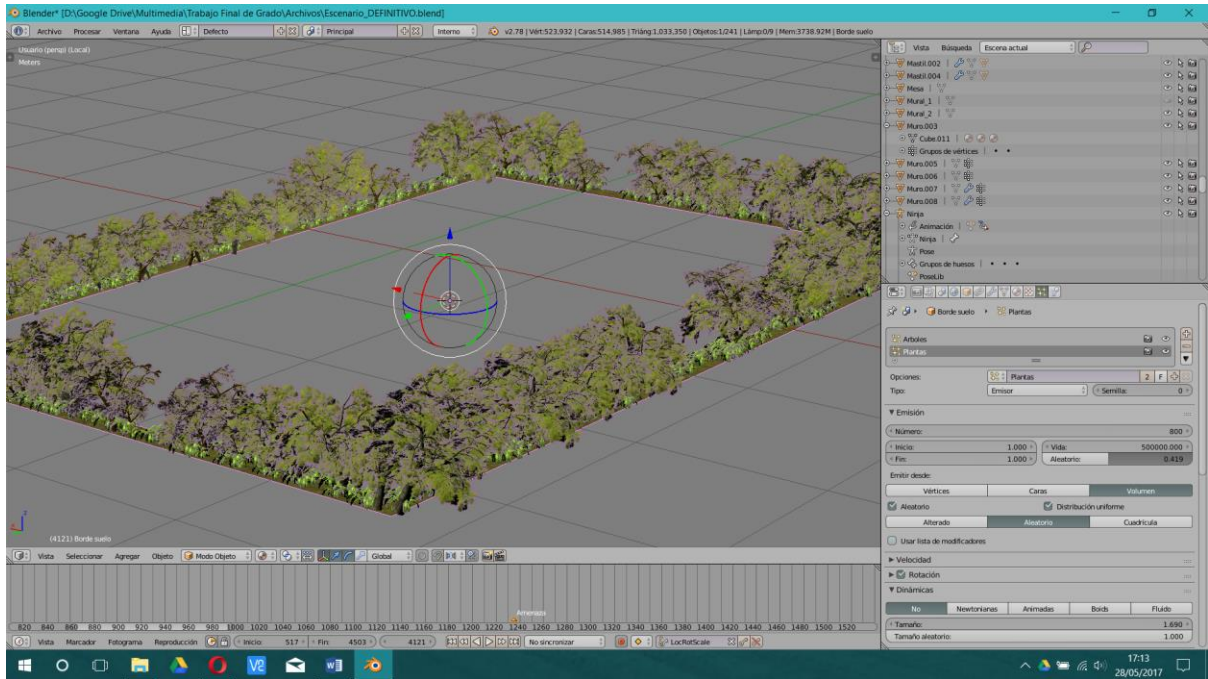 Blender* [D:\Google Drive\Multimedia\Trabajo Final de Grado\Archivos\Escenario_DEFINITIVO.blend]
Archivo Procesar Ventana Ayuda Defecto Principal Interno v2.78 | Vért:523,932 | Caras:514,985 | Triáng:1,033,350 | Objetos:1/241 | Lámp:0/9 | Mem:3738.92M | Borde suelo
Usuario (persp) (Local)
Meters
(4121) Borde suelo
Vista Seleccionar Agregar Objeto Modo Objeto Global
Amenaza
820 840 860 880 900 920 940 960 980 1000 1020 1040 1060 1080 1100 1120 1140 1160 1180 1200 1220 1240 1260 1280 1300 1320 1340 1360 1380 1400 1420 1440 1460 1480 1500 1520
Vista Marcador Fotograma Reproducción Inicio: 517 Fin: 4503 4121 No sincronizar LocRotScale
Vista Búsqueda Escena actual
Mastil.002
Mastil.004
Mesa
Mural_1
Mural_2
Muro.003
Cube.011
Grupos de vértices
Muro.005
Muro.006
Muro.007
Muro.008
Ninja
Animación
Ninja
Pose
Grupos de huesos
PoseLib
Borde suelo Plantas
Arboles
Plantas
Opciones: Plantas 2 F
Tipo: Emisor Semilla: 0
Emisión
Número: 800
Inicio: 1.000 Vida: 500000.000
Fin: 1.000 Aleatorio: 0.419
Emitir desde:
Vértices Caras Volumen
Aleatorio Distribución uniforme
Alterado Aleatorio Cuadrícula
Usar lista de modificadores
Velocidad
Rotación
Dinámicas
No Newtonianas Animadas Boids Fluido
Tamaño: 1.690
Tamaño aleatorio: 1.000
17:13
28/05/2017